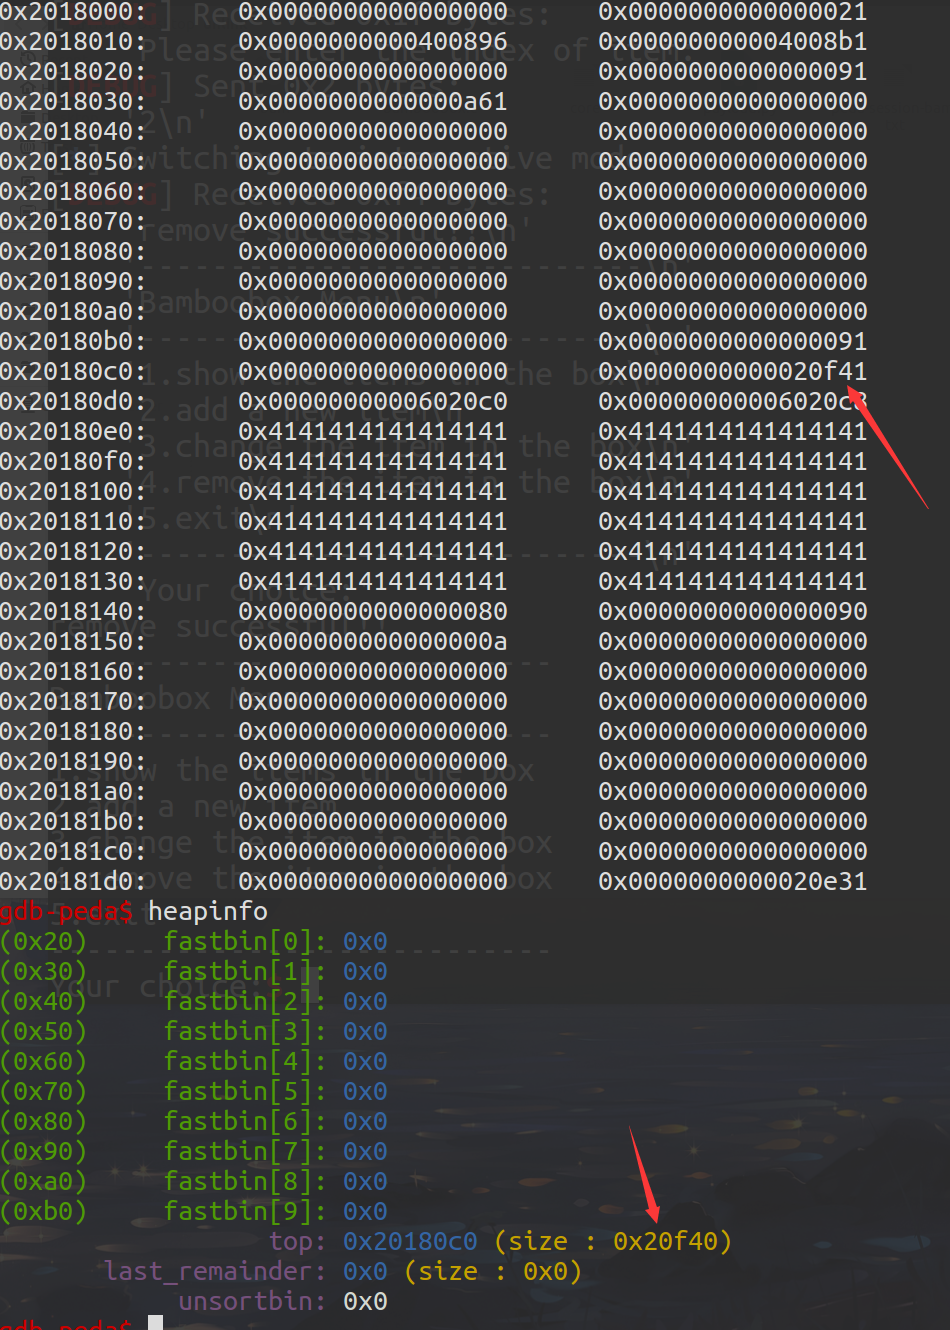 0x2018000: 0x0000000000000000 0x0000000000000021
0x2018010: 0x0000000000400896 0x00000000004008b1
0x2018020: 0x0000000000000000 0x0000000000000091
0x2018030: 0x0000000000000a61 0x0000000000000000
0x2018040: 0x0000000000000000 0x0000000000000000
0x2018050: 0x0000000000000000 0x0000000000000000
0x2018060: 0x0000000000000000 0x0000000000000000
0x2018070: 0x0000000000000000 0x0000000000000000
0x2018080: 0x0000000000000000 0x0000000000000000
0x2018090: 0x0000000000000000 0x0000000000000000
0x20180a0: 0x0000000000000000 0x0000000000000000
0x20180b0: 0x0000000000000000 0x0000000000000091
0x20180c0: 0x0000000000000000 0x0000000000020f41
0x20180d0: 0x00000000006020c0 0x00000000006020c8
0x20180e0: 0x4141414141414141 0x4141414141414141
0x20180f0: 0x4141414141414141 0x4141414141414141
0x2018100: 0x4141414141414141 0x4141414141414141
0x2018110: 0x4141414141414141 0x4141414141414141
0x2018120: 0x4141414141414141 0x4141414141414141
0x2018130: 0x4141414141414141 0x4141414141414141
0x2018140: 0x0000000000000080 0x0000000000000090
0x2018150: 0x000000000000000a 0x0000000000000000
0x2018160: 0x0000000000000000 0x0000000000000000
0x2018170: 0x0000000000000000 0x0000000000000000
0x2018180: 0x0000000000000000 0x0000000000000000
0x2018190: 0x0000000000000000 0x0000000000000000
0x20181a0: 0x0000000000000000 0x0000000000000000
0x20181b0: 0x0000000000000000 0x0000000000000000
0x20181c0: 0x0000000000000000 0x0000000000000000
0x20181d0: 0x0000000000000000 0x0000000000020e31
gdb-peda$ heapinfo
(0x20) fastbin[0]: 0x0
(0x30) fastbin[1]: 0x0
(0x40) fastbin[2]: 0x0
(0x50) fastbin[3]: 0x0
(0x60) fastbin[4]: 0x0
(0x70) fastbin[5]: 0x0
(0x80) fastbin[6]: 0x0
(0x90) fastbin[7]: 0x0
(0xa0) fastbin[8]: 0x0
(0xb0) fastbin[9]: 0x0
top: 0x20180c0 (size : 0x20f40)
last_remainder: 0x0 (size : 0x0)
unsortbin: 0x0
gdb-peda$